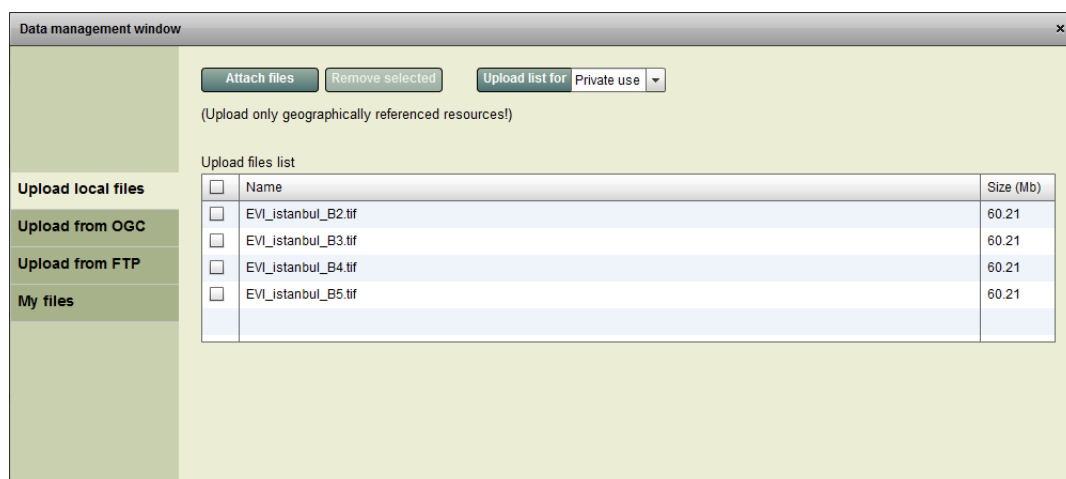 Data management window ×
Attach files Remove selected Upload list for Private use
(Upload only geographically referenced resources!)
Upload files list
Upload local files
Upload from OGC
Upload from FTP
My files
Name Size (Mb)
EVI_istanbul_B2.tif 60.21
EVI_istanbul_B3.tif 60.21
EVI_istanbul_B4.tif 60.21
EVI_istanbul_B5.tif 60.21